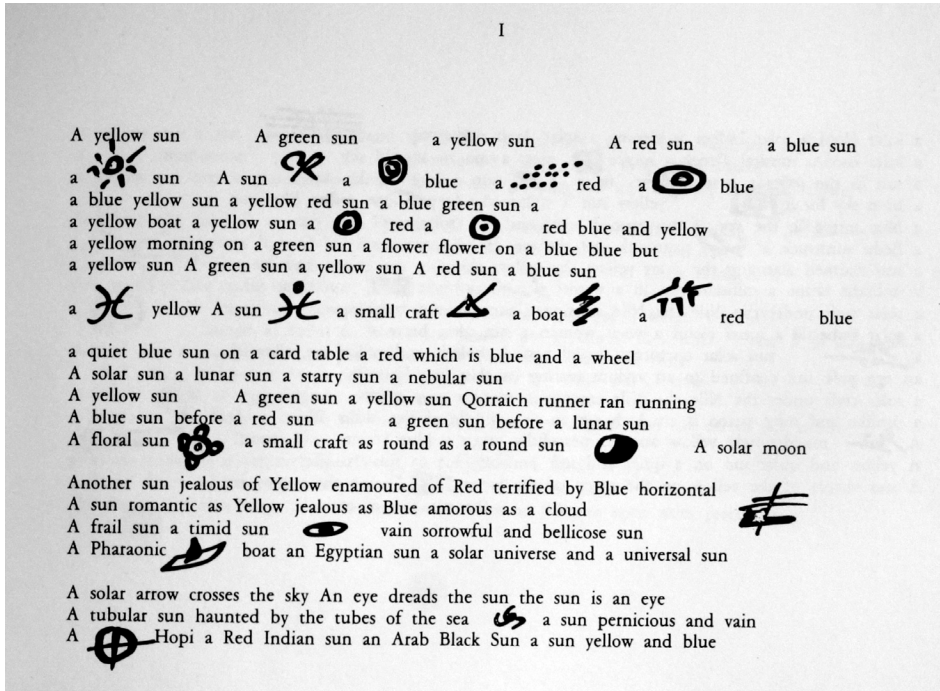 I
A yellow sun A green sun a yellow sun A red sun a blue sun
a sun A sun a blue a red a blue
a blue yellow sun a yellow red sun a blue green sun
a yellow boat a yellow sun red a red blue and yellow
a yellow morning on a green sun a flower flower on a blue blue but
a yellow sun A green sun a yellow sun A red sun a blue sun
a yellow A sun a small craft a boat a red blue
a quiet blue sun on a card table a red which is blue and a wheel
A solar sun a lunar sun a starry sun a nebular sun
A yellow sun A green sun a yellow sun Qorraich runner ran running
A blue sun before a red sun a green sun before a lunar sun
A floral sun a small craft as round as a round sun A solar moon
Another sun jealous of Yellow enamoured of Red terrified by Blue horizontal
A sun romantic as Yellow jealous as Blue amorous as a cloud
A frail sun a timid sun vain sorrowful and bellicose sun
A Pharaonic boat an Egyptian sun a solar universe and a universal sun
A solar arrow crosses the sky An eye dreads the sun the sun is an eye
A tubular sun haunted by the tubes of the sea a sun pernicious and vain
A Hopi a Red Indian sun an Arab Black Sun a sun yellow and blue